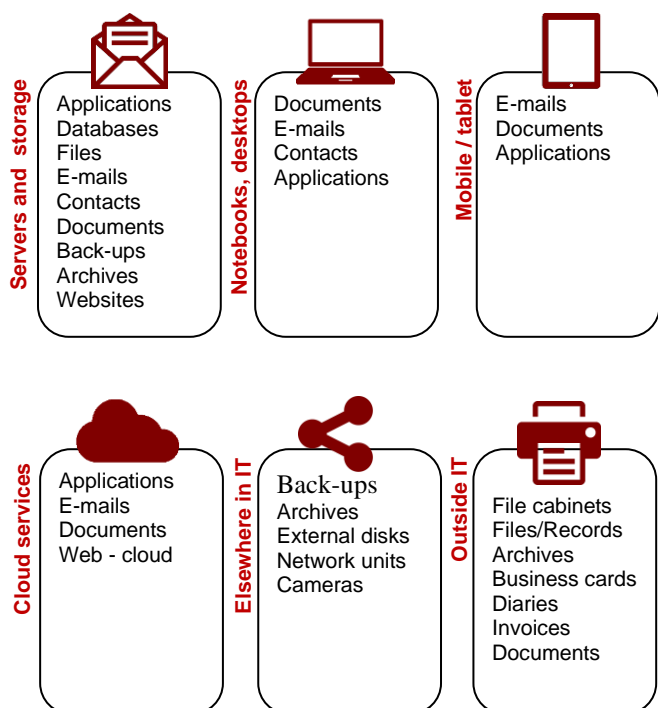 Servers and storage
Applications
Databases
Files
E-mails
Contacts
Documents
Back-ups
Archives
Websites
Notebooks, desktops
Documents
E-mails
Contacts
Applications
Mobile / tablet
E-mails
Documents
Applications
Cloud services
Applications
E-mails
Documents
Web - cloud
Elsewhere in IT
Back-ups
Archives
External disks
Network units
Cameras
Outside IT
File cabinets
Files/Records
Archives
Business cards
Diaries
Invoices
Documents